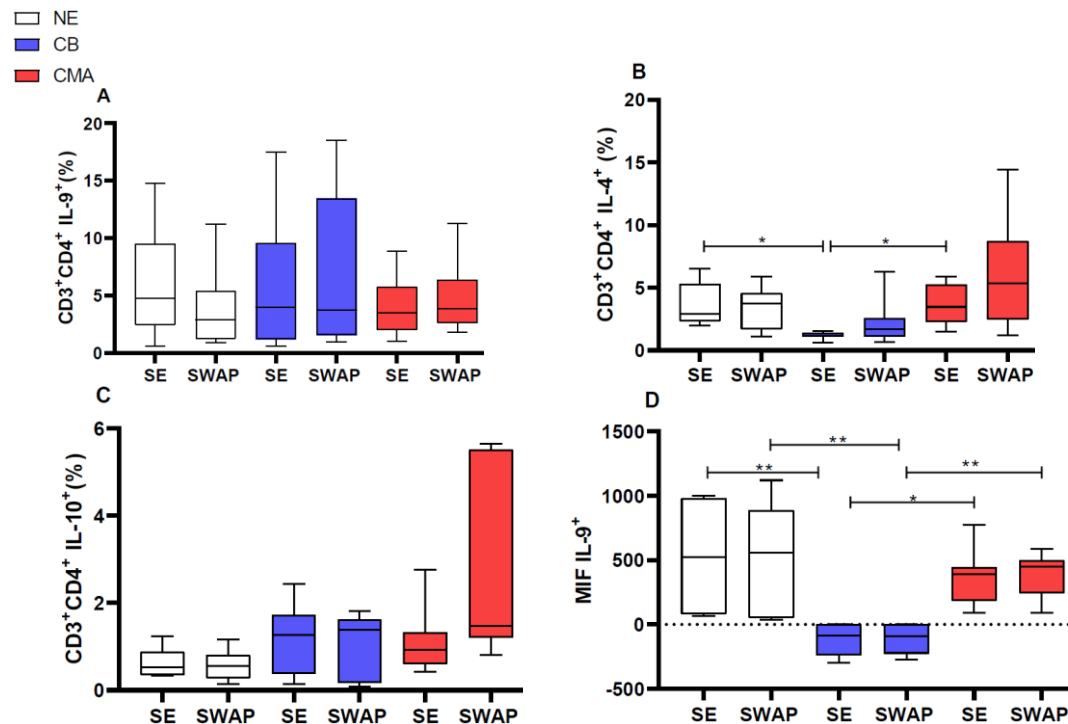 NE
CB
CMA
A
CD3⁺CD4⁺ IL-9⁺(%)
20
15
10
5
0
SE SWAP SE SWAP SE SWAP
B
CD3⁺CD4⁺ IL-4⁺ (%)
20
15
10
5
0
* *
SE SWAP SE SWAP SE SWAP
C
CD3⁺CD4⁺ IL-10⁺(%)
6
4
2
0
SE SWAP SE SWAP SE SWAP
D
MIF IL-9⁺
1500
1000
500
0
-500
**
** **
*
SE SWAP SE SWAP SE SWAP